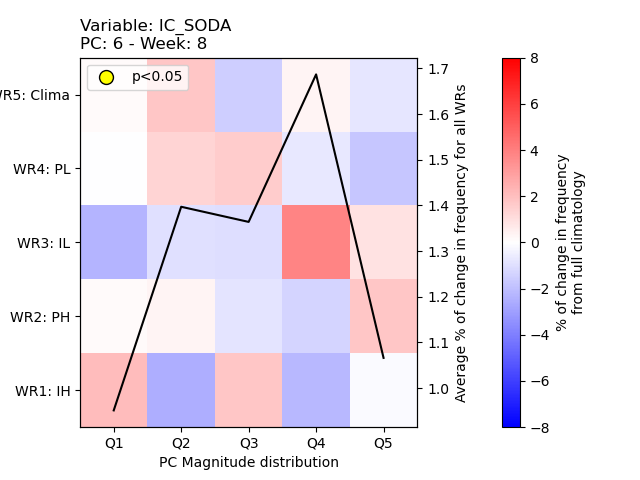 Variable: IC_SODA
PC: 6 - Week: 8
p<0.05
WR5: Clima
WR4: PL
WR3: IL
WR2: PH
WR1: IH
Q1 Q2 Q3 Q4 Q5
PC Magnitude distribution
1.7
1.6
1.5
1.4
1.3
1.2
1.1
1.0
Average % of change in frequency for all WRs
8
6
4
2
0
−2
−4
−6
−8
% of change in frequency
from full climatology